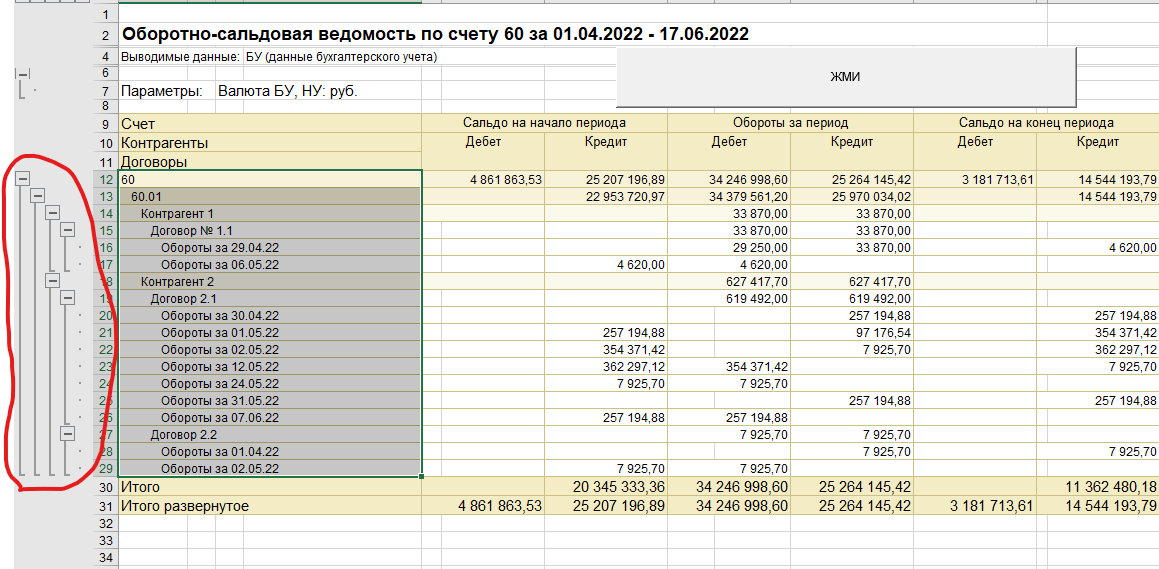 1
2 Оборотно-сальдовая ведомость по счету 60 за 01.04.2022 - 17.06.2022
4 Выводимые данные: БУ (данные бухгалтерского учета)
ЖМИ
6
7 Параметры: Валюта БУ, НУ: руб.
8
9 Счет Сальдо на начало периода Обороты за период Сальдо на конец периода
10 Контрагенты Дебет Кредит Дебет Кредит Дебет Кредит
11 Договоры
12 60 4 861 863,53 25 207 196,89 34 246 998,60 25 264 145,42 3 181 713,61 14 544 193,79
13 60.01 22 953 720,97 34 379 561,20 25 970 034,02 14 544 193,79
14 Контрагент 1 33 870,00 33 870,00
15 Договор № 1.1 33 870,00 33 870,00
16 Обороты за 29.04.22 29 250,00 33 870,00 4 620,00
17 Обороты за 06.05.22 4 620,00 4 620,00
18 Контрагент 2 627 417,70 627 417,70
19 Договор 2.1 619 492,00 619 492,00
20 Обороты за 30.04.22 257 194,88 257 194,88
21 Обороты за 01.05.22 257 194,88 97 176,54 354 371,42
22 Обороты за 02.05.22 354 371,42 7 925,70 362 297,12
23 Обороты за 12.05.22 362 297,12 354 371,42 7 925,70
24 Обороты за 24.05.22 7 925,70 7 925,70
25 Обороты за 31.05.22 257 194,88 257 194,88
26 Обороты за 07.06.22 257 194,88 257 194,88
27 Договор 2.2 7 925,70 7 925,70
28 Обороты за 01.04.22 7 925,70 7 925,70
29 Обороты за 02.05.22 7 925,70 7 925,70
30 Итого 20 345 333,36 34 246 998,60 25 264 145,42 11 362 480,18
31 Итого развернутое 4 861 863,53 25 207 196,89 34 246 998,60 25 264 145,42 3 181 713,61 14 544 193,79
32
33
34